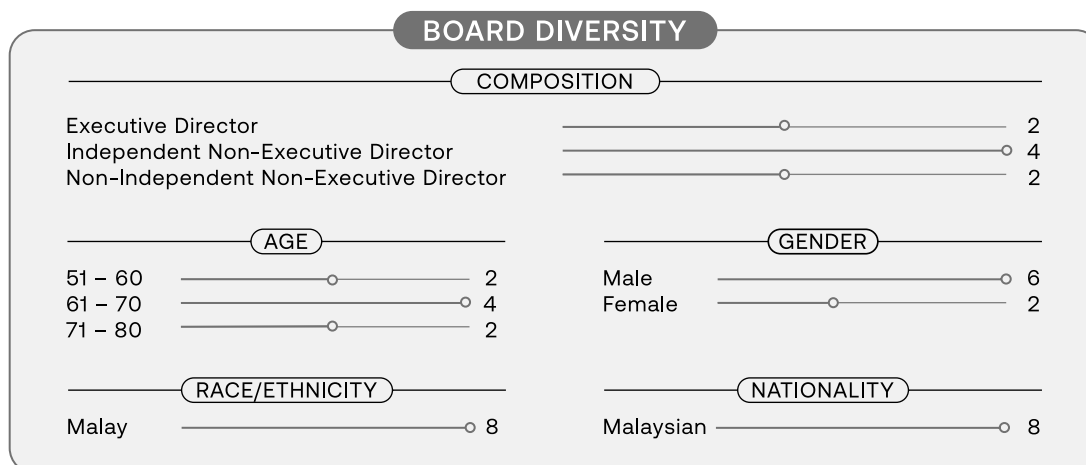 BOARD DIVERSITY
COMPOSITION
Executive Director 2
Independent Non-Executive Director 4
Non-Independent Non-Executive Director 2
AGE
51 – 60 2
61 – 70 4
71 – 80 2
GENDER
Male 6
Female 2
RACE/ETHNICITY
Malay 8
NATIONALITY
Malaysian 8